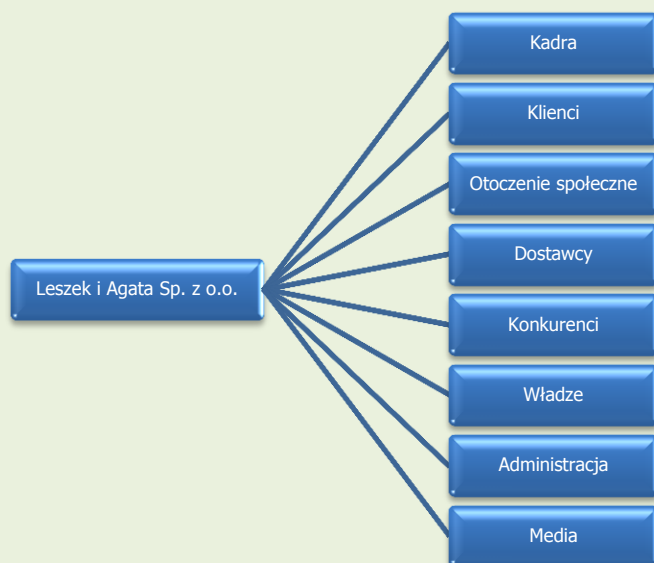 Kadra
Klienci
Otoczenie społeczne
Dostawcy
Leszek i Agata Sp. z o.o.
Konkurenci
Władze
Administracja
Media